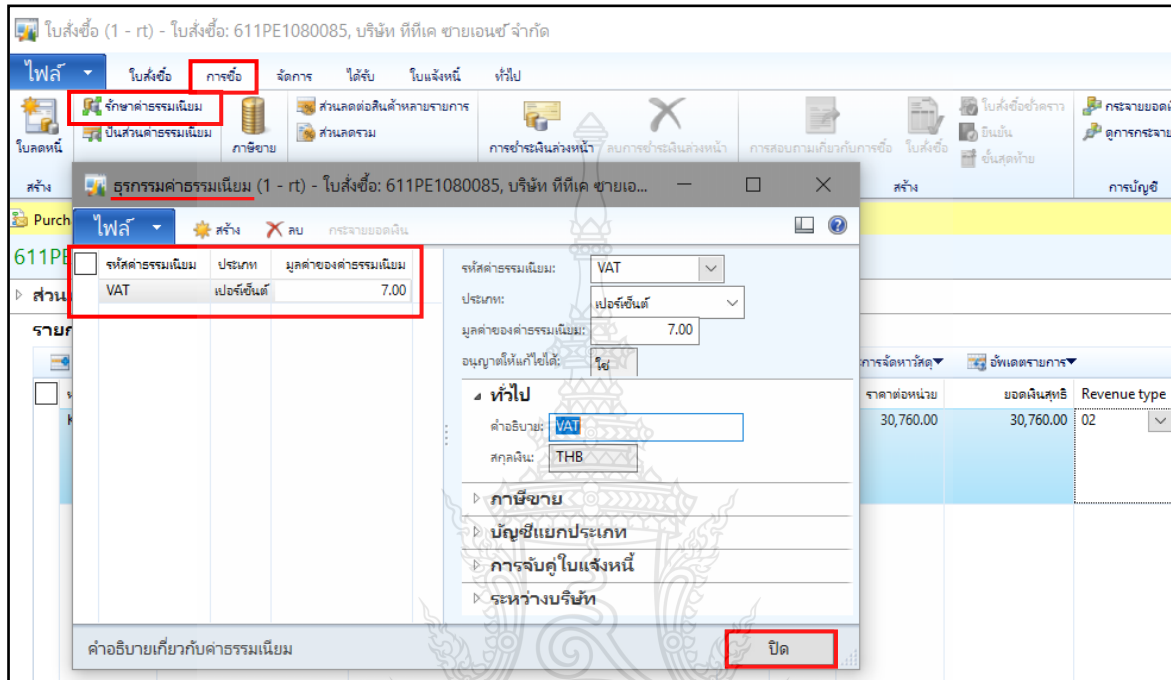 ใบสั่งซื้อ (1 - rt) - ใบสั่งซื้อ: 611PE1080085, บริษัท ทีทีเค ซายเอนซ์ จำกัด
ไฟล์ ใบสั่งซื้อ การซื้อ จัดการ ได้รับ ใบแจ้งหนี้ ทั่วไป
รักษาค่าธรรมเนียม ส่วนลดต่อสินค้าหลายรายการ ใบสั่งซื้อชั่วคราว
ปันส่วนค่าธรรมเนียม ส่วนลดรวม ยืนยัน ดูการกระจาย
ใบลดหนี้ ภาษีขาย การชำระเงินล่วงหน้า ลบการชำระเงินล่วงหน้า การสอบถามเกี่ยวกับการซื้อ ใบสั่งซื้อ ขั้นสุดท้าย
สร้าง สร้าง การบัญชี
ธุรกรรมค่าธรรมเนียม (1 - rt) - ใบสั่งซื้อ: 611PE1080085, บริษัท ทีทีเค ซายเอ...
Purch
ไฟล์ สร้าง ลบ กระจายยอดเงิน
611PE
รหัสค่าธรรมเนียม ประเภท มูลค่าของค่าธรรมเนียม
VAT เปอร์เซ็นต์ 7.00
รหัสค่าธรรมเนียม: VAT
ประเภท: เปอร์เซ็นต์
มูลค่าของค่าธรรมเนียม: 7.00
อนุญาตให้แก้ไขได้: ใช่
ทั่วไป
คำอธิบาย: VAT
สกุลเงิน: THB
ภาษีขาย
บัญชีแยกประเภท
การจับคู่ใบแจ้งหนี้
ระหว่างบริษัท
คำอธิบายเกี่ยวกับค่าธรรมเนียม ปิด
การจัดหาวัสดุ อัพเดตรายการ
ราคาต่อหน่วย ยอดเงินสุทธิ Revenue type
30,760.00 30,760.00 02